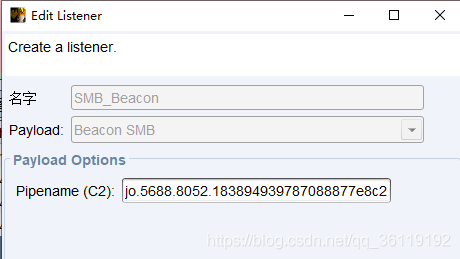 Edit Listener
Create a listener.
名字 SMB_Beacon
Payload: Beacon SMB
Payload Options
Pipename (C2): jo.5688.8052.183894939787088877e8c2
https://blog.csdn.net/qq_36119192